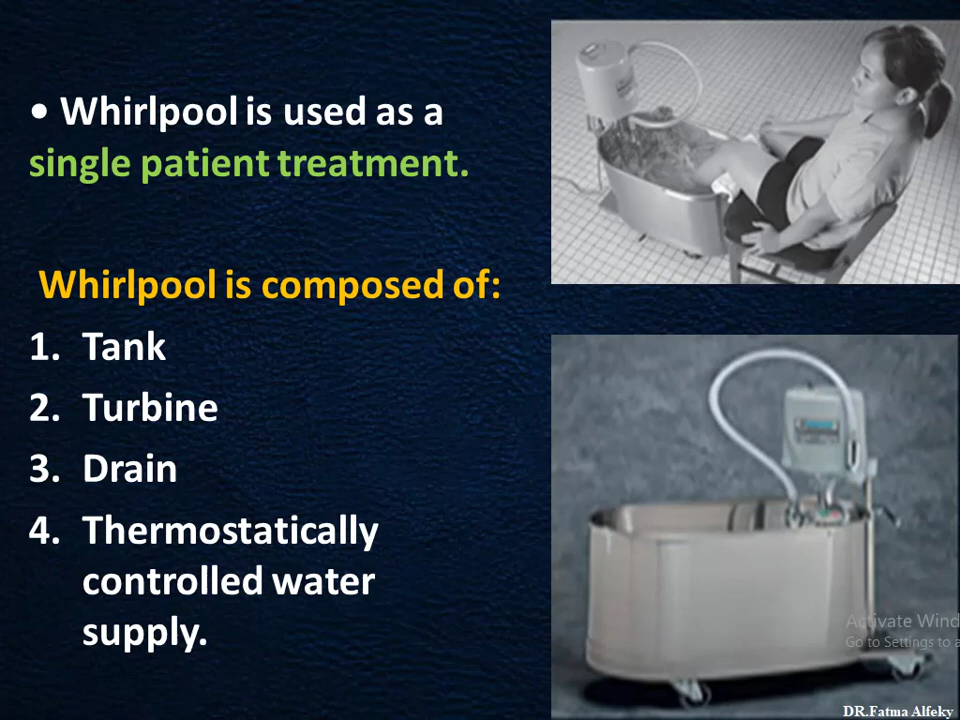 • Whirlpool is used as a
single patient treatment.
Whirlpool is composed of:
1. Tank
2. Turbine
3. Drain
4. Thermostatically
controlled water
supply.
Activate Wind
Go to Settings to a
DR.Fatma Alfeky